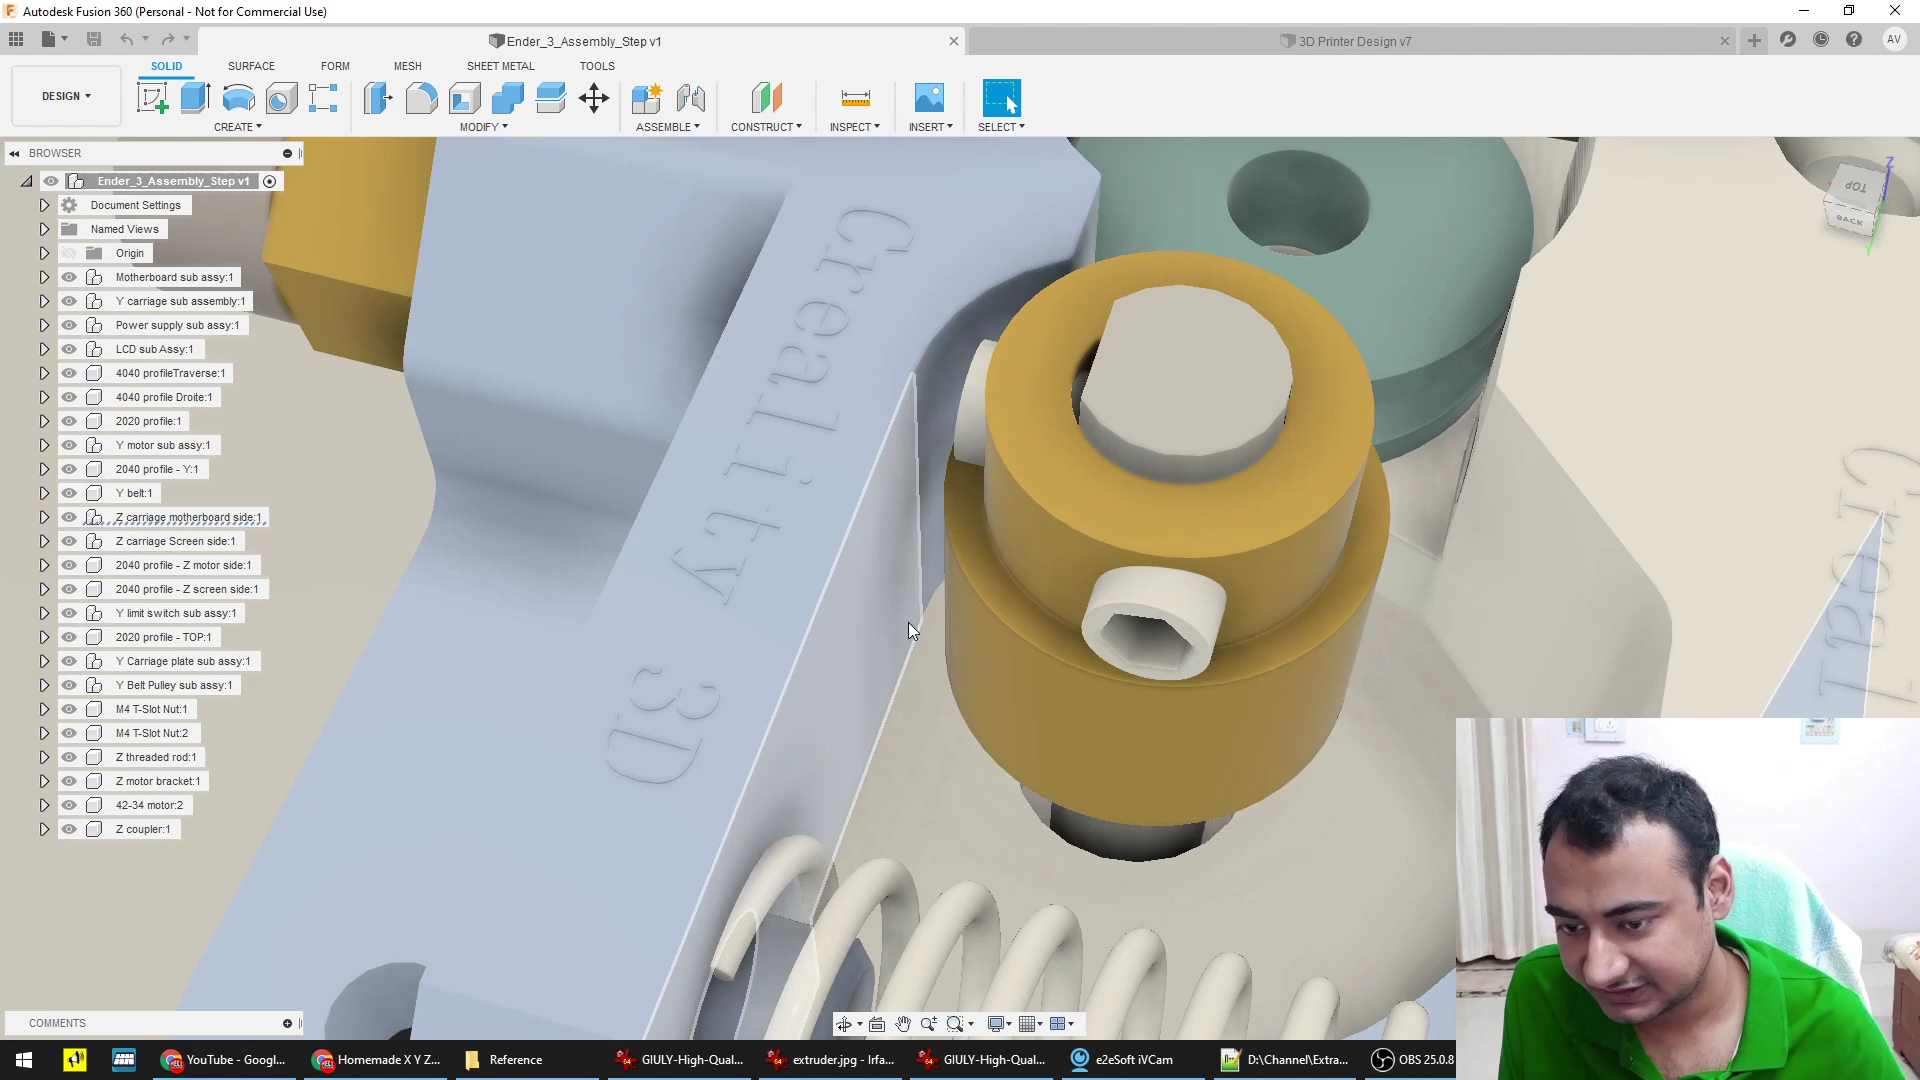 Autodesk Fusion 360 (Personal - Not for Commercial Use)
Ender_3_Assembly_Step v1
3D Printer Design v7
AV
DESIGN
SOLID
SURFACE
FORM
MESH
SHEET METAL
TOOLS
CREATE
MODIFY
ASSEMBLE
CONSTRUCT
INSPECT
INSERT
SELECT
BROWSER
Ender_3_Assembly_Step v1
Document Settings
Named Views
Origin
Motherboard sub assy:1
Y carriage sub assembly:1
Power supply sub assy:1
LCD sub Assy:1
4040 profileTraverse:1
4040 profile Droite:1
2020 profile:1
Y motor sub assy:1
2040 profile - Y:1
Y belt:1
Z carriage motherboard side:1
Z carriage Screen side:1
2040 profile - Z motor side:1
2040 profile - Z screen side:1
Y limit switch sub assy:1
2020 profile - TOP:1
Y Carriage plate sub assy:1
Y Belt Pulley sub assy:1
M4 T-Slot Nut:1
M4 T-Slot Nut:2
Z threaded rod:1
Z motor bracket:1
42-34 motor:2
Z coupler:1
Creality 3D
Z
TOP
BACK
Y
Creal
COMMENTS
YouTube - Googl...
Homemade X Y Z...
Reference
GIULY-High-Qual...
extruder.jpg - Irfa...
GIULY-High-Qual...
e2eSoft iVCam
D:\Channel\Extra...
OBS 25.0.8